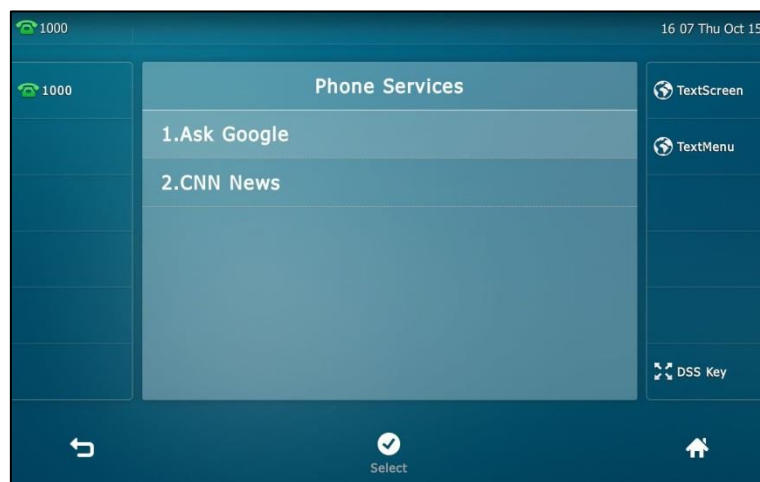 1000
16 07 Thu Oct 15
1000
Phone Services
1.Ask Google
2.CNN News
TextScreen
TextMenu
DSS Key
Select